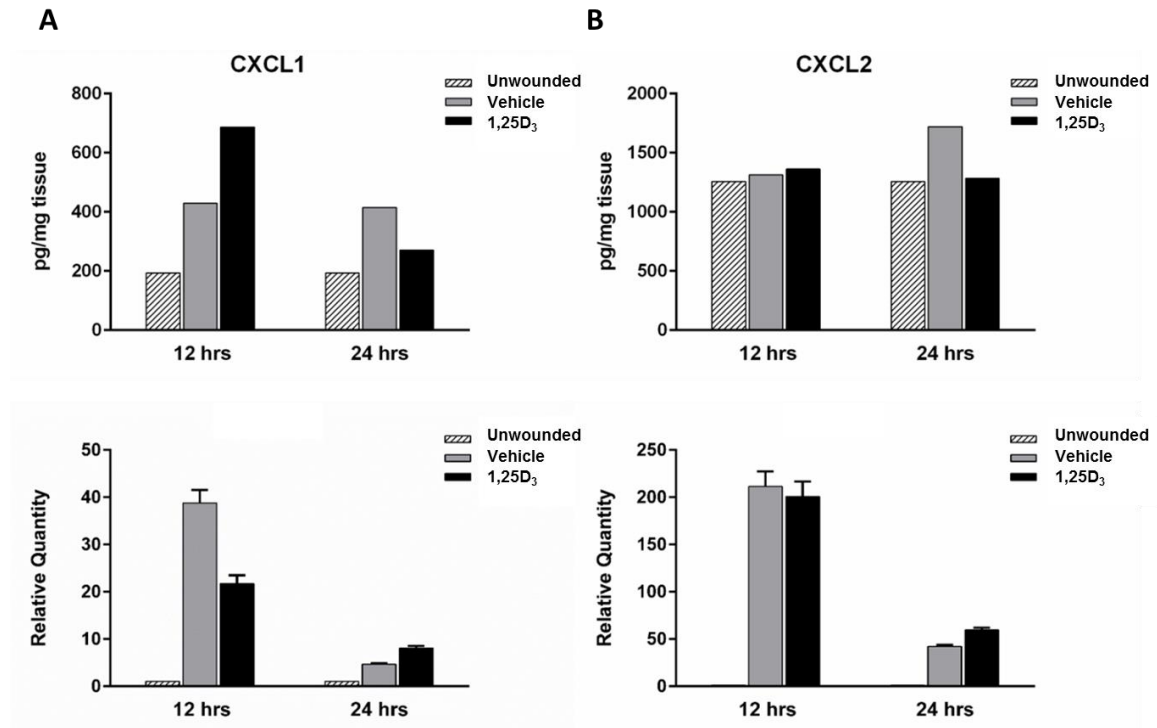 A
B
CXCL1
Unwounded
Vehicle
1,25D₃
800
600
400
200
0
pg/mg tissue
12 hrs
24 hrs
CXCL2
Unwounded
Vehicle
1,25D₃
2000
1500
1000
500
0
pg/mg tissue
12 hrs
24 hrs
Unwounded
Vehicle
1,25D₃
50
40
30
20
10
0
Relative Quantity
12 hrs
24 hrs
Unwounded
Vehicle
1,25D₃
250
200
150
100
50
0
Relative Quantity
12 hrs
24 hrs